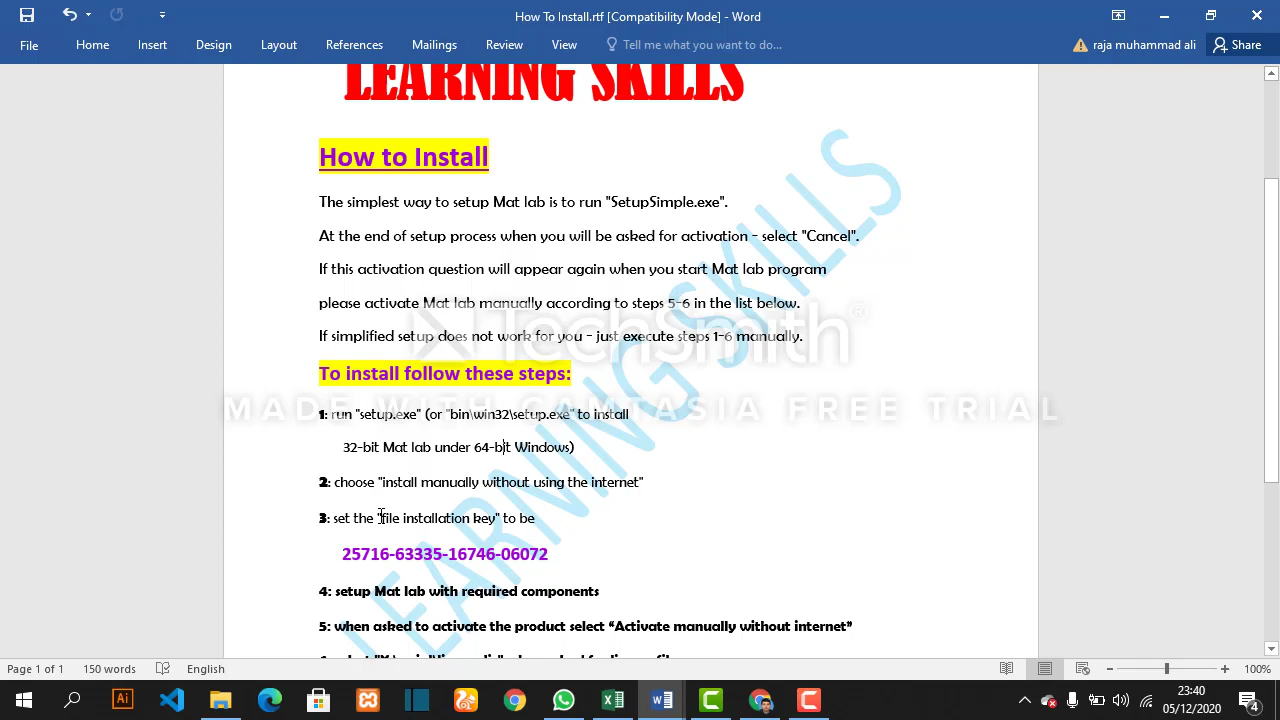 How To Install.rtf [Compatibility Mode] - Word
File Home Insert Design Layout References Mailings Review View Tell me what you want to do... raja muhammad ali Share
LEARNING SKILLS
How to Install
The simplest way to setup Mat lab is to run "SetupSimple.exe".
At the end of setup process when you will be asked for activation - select "Cancel".
If this activation question will appear again when you start Mat lab program
please activate Mat lab manually according to steps 5-6 in the list below.
If simplified setup does not work for you - just execute steps 1-6 manually.
To install follow these steps:
1: run "setup.exe" (or "bin\win32\setup.exe" to install
32-bit Mat lab under 64-bit Windows)
2: choose "install manually without using the internet"
3: set the "file installation key" to be
25716-63335-16746-06072
4: setup Mat lab with required components
5: when asked to activate the product select “Activate manually without internet”
LEARNING SKILLS
TechSmith®
MADE WITH CAMTASIA FREE TRIAL
Page 1 of 1 150 words English 100%
Ai
23:40
05/12/2020
4